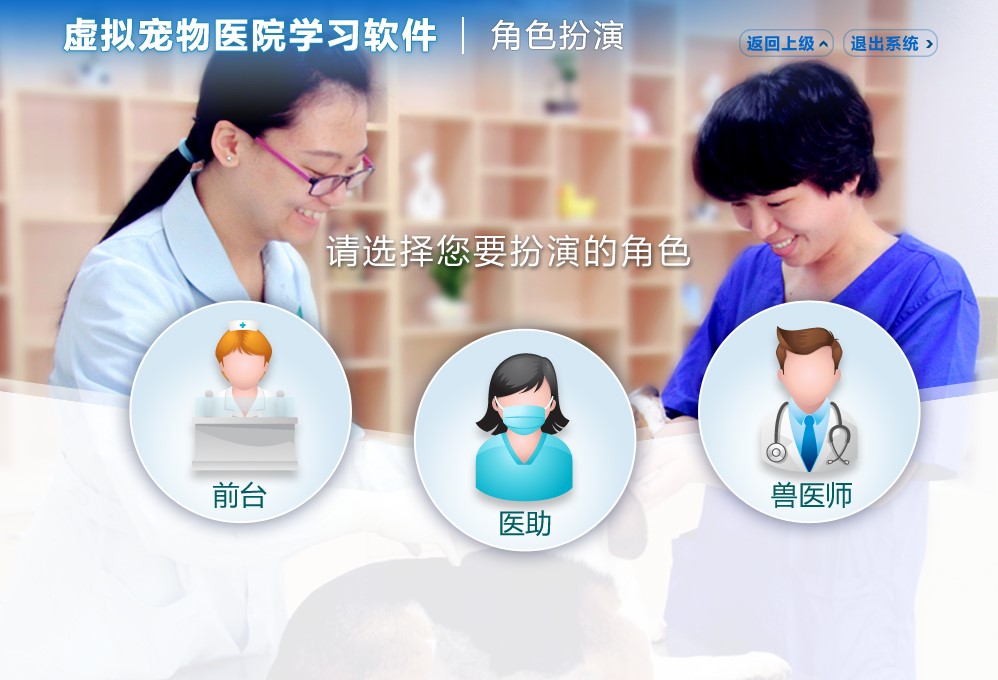 虚拟宠物医院学习软件 | 角色扮演
返回上级 退出系统
请选择您要扮演的角色
前台
医助
兽医师